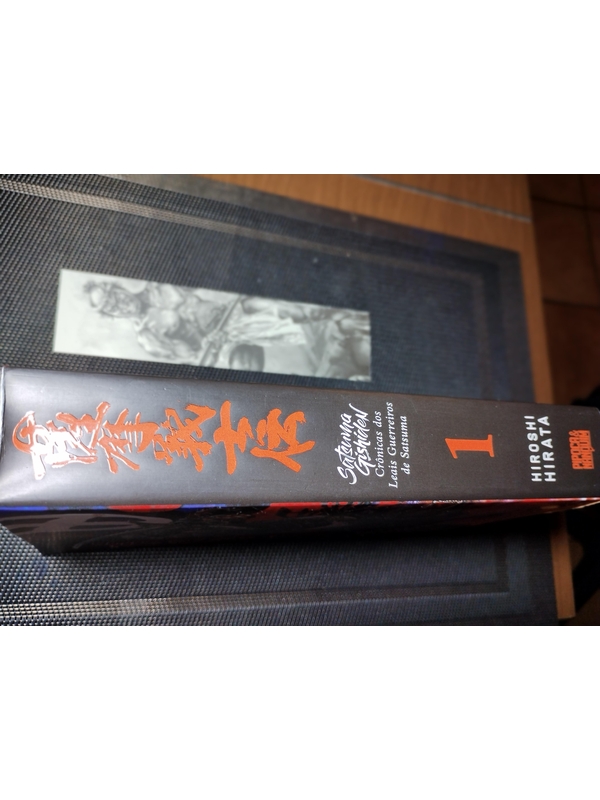 薩摩義士伝
Satsuma
Gishiden
Crônicas dos
Leais Guerreiros
de Satsuma
1
HIROSHI
HIRATA